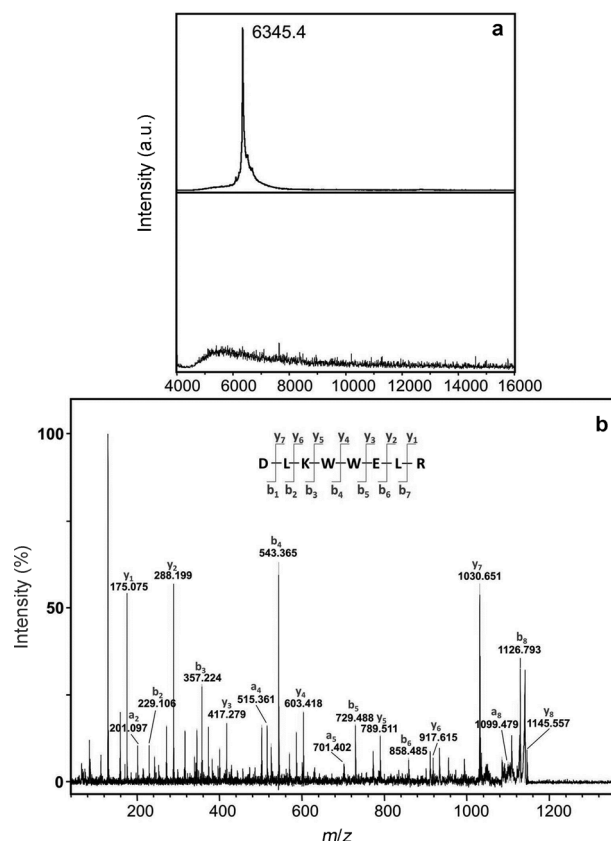 6345.4
a
Intensity (a.u.)
4000 6000 8000 10000 12000 14000 16000
b
100
50
0
Intensity (%)
y7 y6 y5 y4 y3 y2 y1
D L K W W E L R
b1 b2 b3 b4 b5 b6 b7
y1
175.075
a2
201.097
b2
229.106
y2
288.199
b3
357.224
y3
417.279
a4
515.361
b4
543.365
y4
603.418
a5
701.402
b5
729.488
y5
789.511
b6
858.485
y6
917.615
y7
1030.651
a8
1099.479
b8
1126.793
y8
1145.557
200 400 600 800 1000 1200
m/z